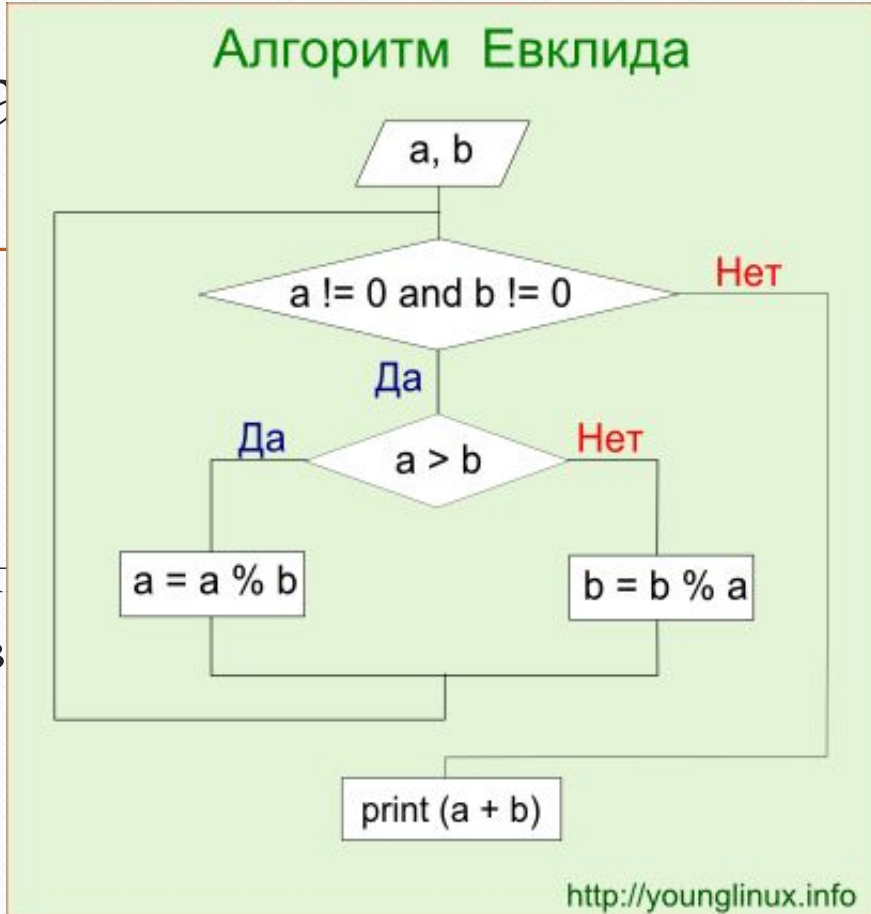 Алгоритм Евклида
a, b
a != 0 and b != 0
Нет
Да
Да
a > b
Нет
a = a % b
b = b % a
print (a + b)
http://younglinux.info